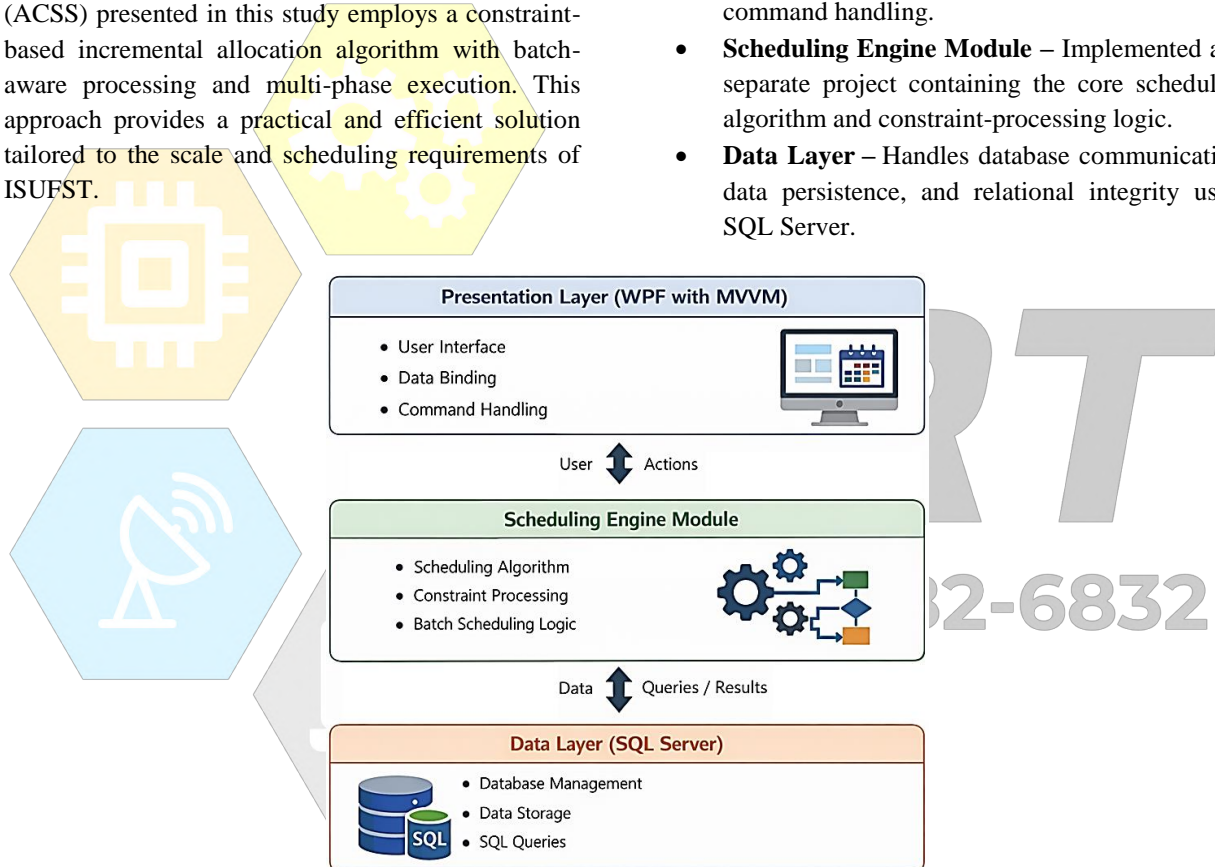 (ACSS) presented in this study employs a constraint-
based incremental allocation algorithm with batch-
aware processing and multi-phase execution. This
approach provides a practical and efficient solution
tailored to the scale and scheduling requirements of
ISUFST.
command handling.
• Scheduling Engine Module – Implemented a
separate project containing the core schedul
algorithm and constraint-processing logic.
• Data Layer – Handles database communicati
data persistence, and relational integrity us
SQL Server.
Presentation Layer (WPF with MVVM)
• User Interface
• Data Binding
• Command Handling
User Actions
Scheduling Engine Module
• Scheduling Algorithm
• Constraint Processing
• Batch Scheduling Logic
Data Queries / Results
Data Layer (SQL Server)
• Database Management
• Data Storage
• SQL Queries
SQL
RT
32-6832